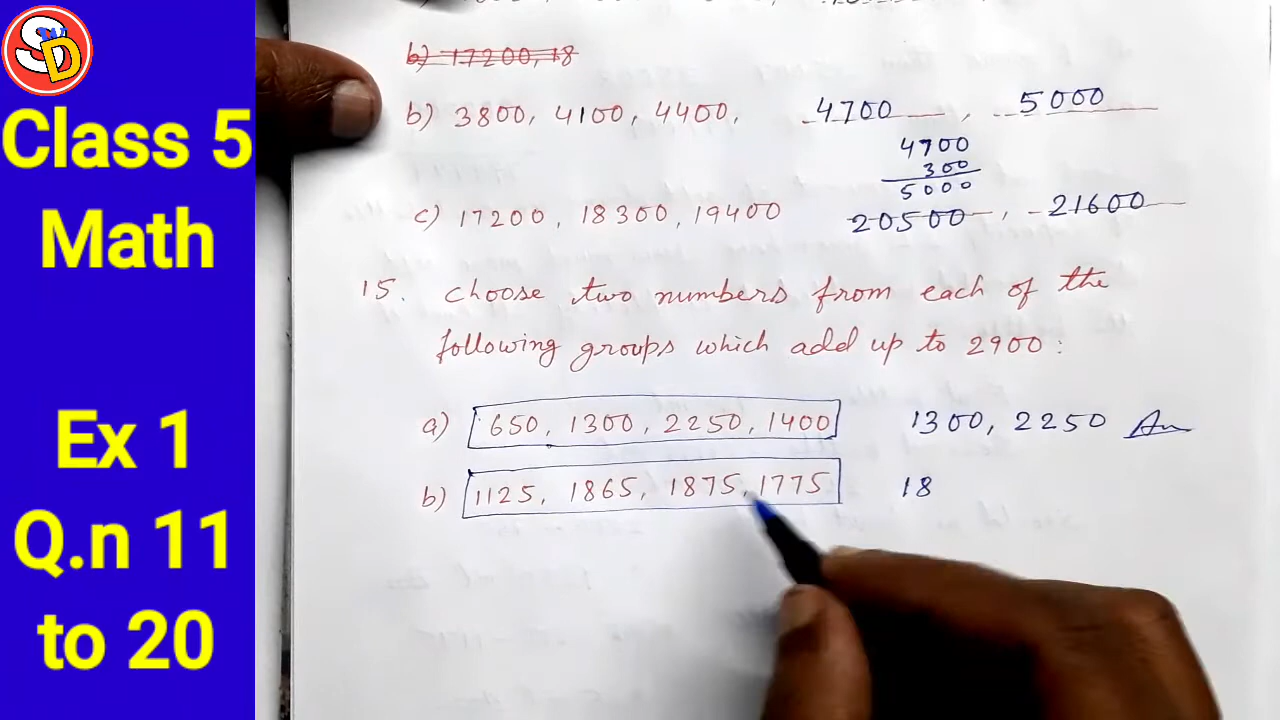 SD
Class 5
Math
Ex 1
Q.n 11
to 20
b) 17200, 18
b) 3800, 4100, 4400, 4700, 5000
4700
300
5000
c) 17200, 18300, 19400 20500, 21600
15. Choose two numbers from each of the
following groups which add up to 2900:
a) 650, 1300, 2250, 1400 1300, 2250 An
b) 1125, 1865, 1875, 1775 18